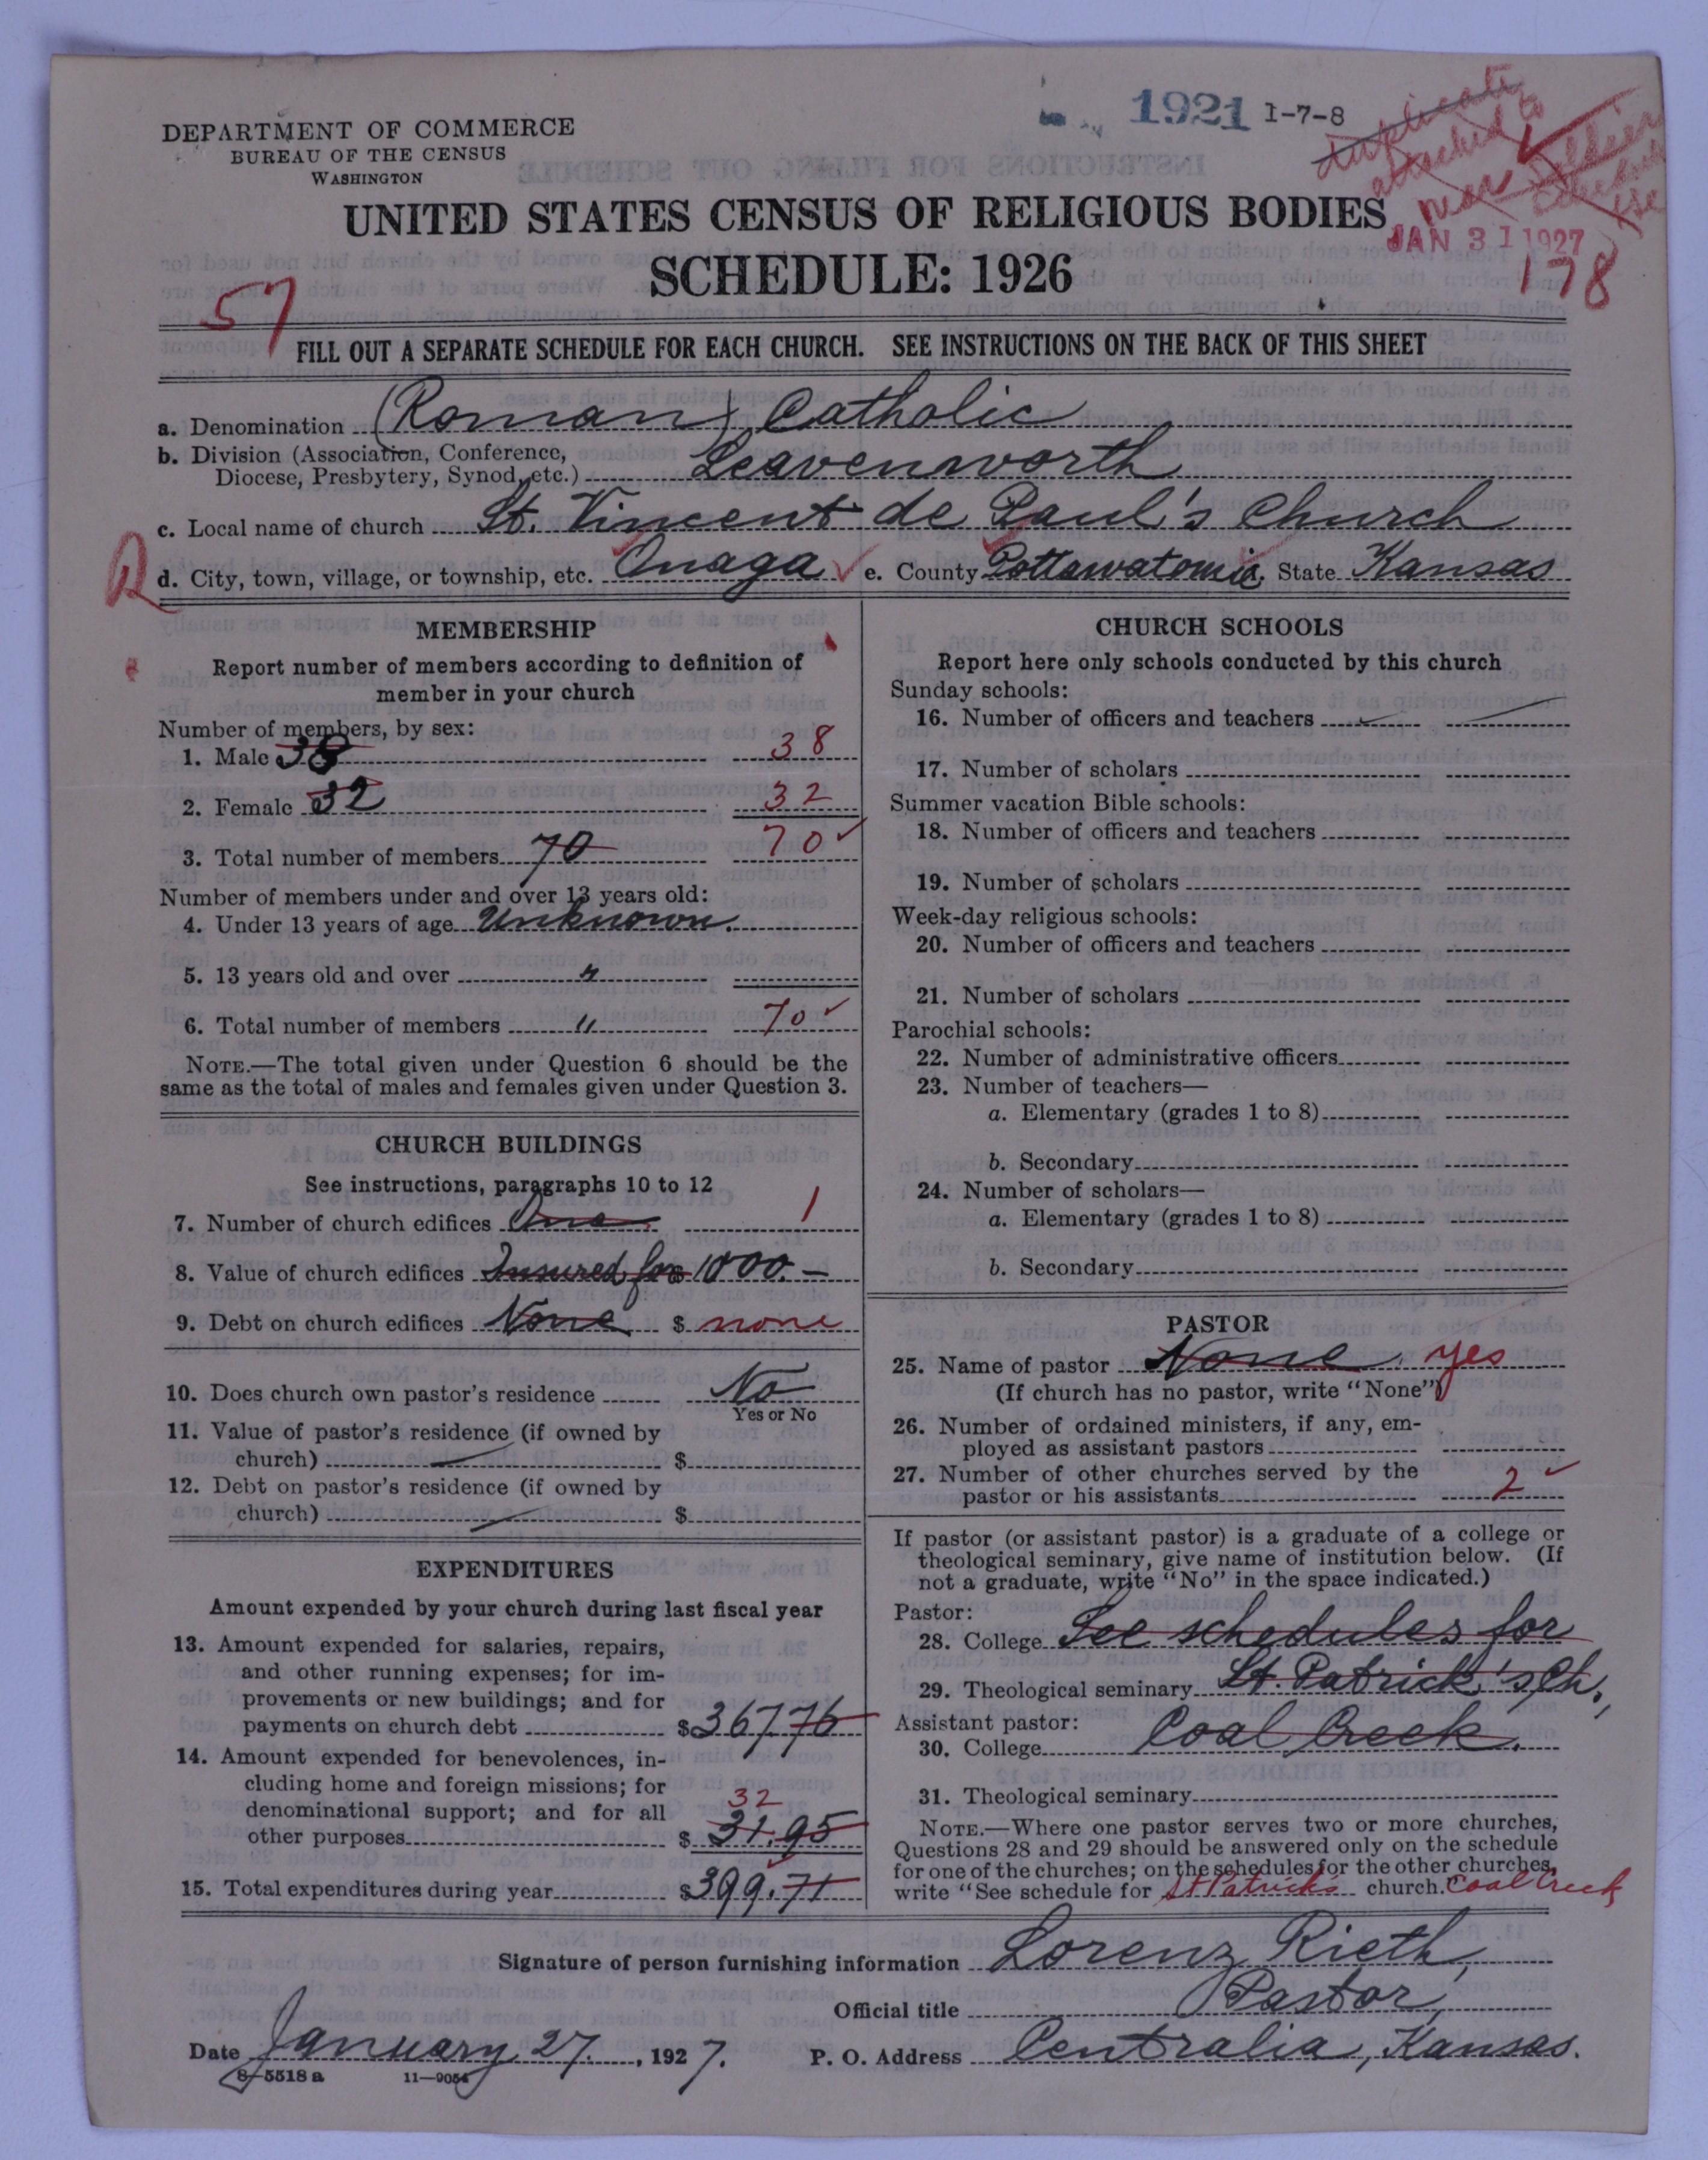 1921 I-7-8
DEPARTMENT OF COMMERCE
BUREAU OF THE CENSUS
WASHINGTON
duplicate
attached to
new
UNITED STATES CENSUS OF RELIGIOUS BODIES
JAN 31 1927
SCHEDULE: 1926
178
57
FILL OUT A SEPARATE SCHEDULE FOR EACH CHURCH. SEE INSTRUCTIONS ON THE BACK OF THIS SHEET
a. Denomination (Roman) Catholic
b. Division (Association, Conference,
Diocese, Presbytery, Synod, etc.) Leavenworth
c. Local name of church St. Vincent de Paul's Church
d. City, town, village, or township, etc. Onaga e. County Pottawatomie State Kansas
MEMBERSHIP
Report number of members according to definition of
member in your church
Number of members, by sex:
1. Male 38 38
2. Female 32 32
3. Total number of members 70 70
Number of members under and over 13 years old:
4. Under 13 years of age Unknown.
5. 13 years old and over "
6. Total number of members " 70
NOTE.—The total given under Question 6 should be the
same as the total of males and females given under Question 3.
CHURCH BUILDINGS
See instructions, paragraphs 10 to 12
7. Number of church edifices One 1
8. Value of church edifices Insured for 1000.—
9. Debt on church edifices None $ none
10. Does church own pastor's residence No
Yes or No
11. Value of pastor's residence (if owned by
church) — $
12. Debt on pastor's residence (if owned by
church) — $
EXPENDITURES
Amount expended by your church during last fiscal year
13. Amount expended for salaries, repairs,
and other running expenses; for im-
provements or new buildings; and for
payments on church debt $367.76
14. Amount expended for benevolences, in-
cluding home and foreign missions; for
32
denominational support; and for all
other purposes $ 31.95
15. Total expenditures during year $399.71
CHURCH SCHOOLS
Report here only schools conducted by this church
Sunday schools:
16. Number of officers and teachers
17. Number of scholars
Summer vacation Bible schools:
18. Number of officers and teachers
19. Number of scholars
Week-day religious schools:
20. Number of officers and teachers
21. Number of scholars
Parochial schools:
22. Number of administrative officers
23. Number of teachers—
a. Elementary (grades 1 to 8)
b. Secondary
24. Number of scholars—
a. Elementary (grades 1 to 8)
b. Secondary
PASTOR
25. Name of pastor None. yes
(If church has no pastor, write "None")
26. Number of ordained ministers, if any, em-
ployed as assistant pastors
27. Number of other churches served by the
pastor or his assistants 2
If pastor (or assistant pastor) is a graduate of a college or
theological seminary, give name of institution below. (If
not a graduate, write "No" in the space indicated.)
Pastor:
28. College See schedules for
29. Theological seminary St. Patrick's Ch.,
Assistant pastor:
30. College Coal Creek.
31. Theological seminary
NOTE.—Where one pastor serves two or more churches,
Questions 28 and 29 should be answered only on the schedule
for one of the churches; on the schedules for the other churches,
write "See schedule for St Patrick's church. Coal Creek
Signature of person furnishing information Lorenz Rieth,
Official title Pastor,
Date January 27, 1927. P. O. Address Centralia, Kansas.
8-5518 a 11-9054